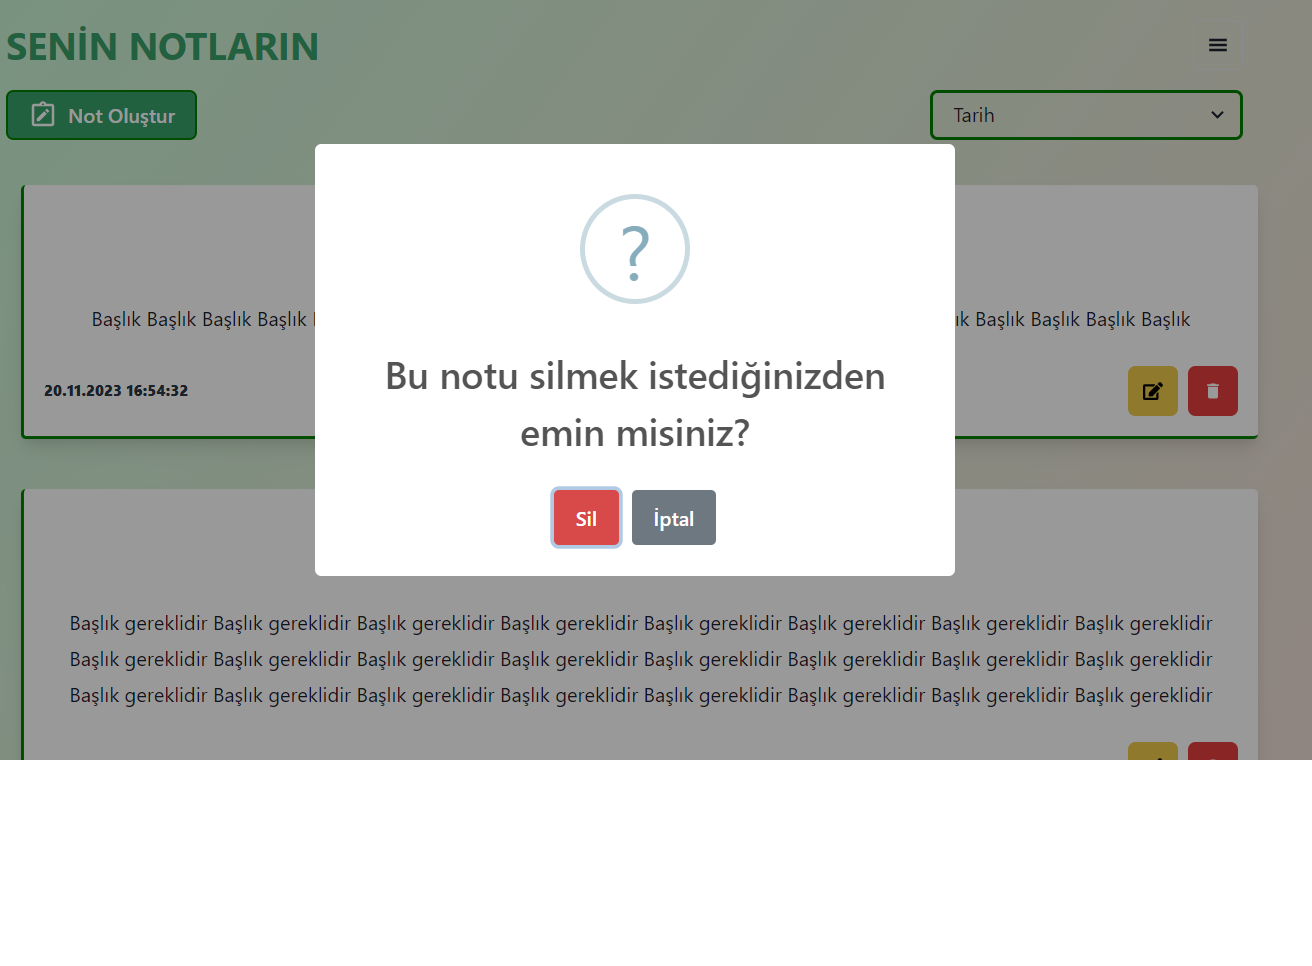 SENİN NOTLARIN
Not Oluştur
Tarih
?
Başlık Başlık Başlık Başlık
Başlık Başlık Başlık Başlık
20.11.2023 16:54:32
Bu notu silmek istediğinizden
emin misiniz?
Sil
İptal
Başlık gereklidir Başlık gereklidir Başlık gereklidir Başlık gereklidir Başlık gereklidir Başlık gereklidir Başlık gereklidir Başlık gereklidir
Başlık gereklidir Başlık gereklidir Başlık gereklidir Başlık gereklidir Başlık gereklidir Başlık gereklidir Başlık gereklidir Başlık gereklidir
Başlık gereklidir Başlık gereklidir Başlık gereklidir Başlık gereklidir Başlık gereklidir Başlık gereklidir Başlık gereklidir Başlık gereklidir